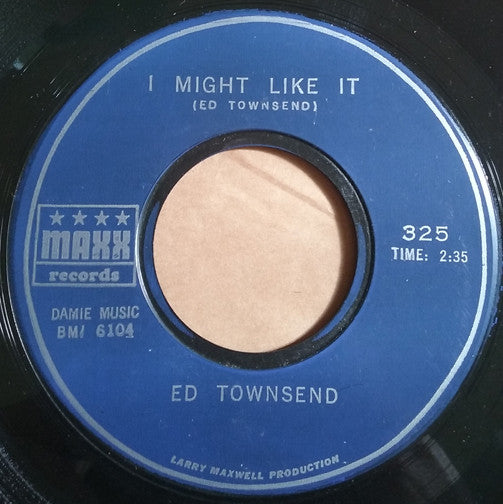 I MIGHT LIKE IT
(ED TOWNSEND)
★★★★
MAXX
records
325
TIME: 2:35
DAMIE MUSIC
BMI 6104
ED TOWNSEND
LARRY MAXWELL PRODUCTION